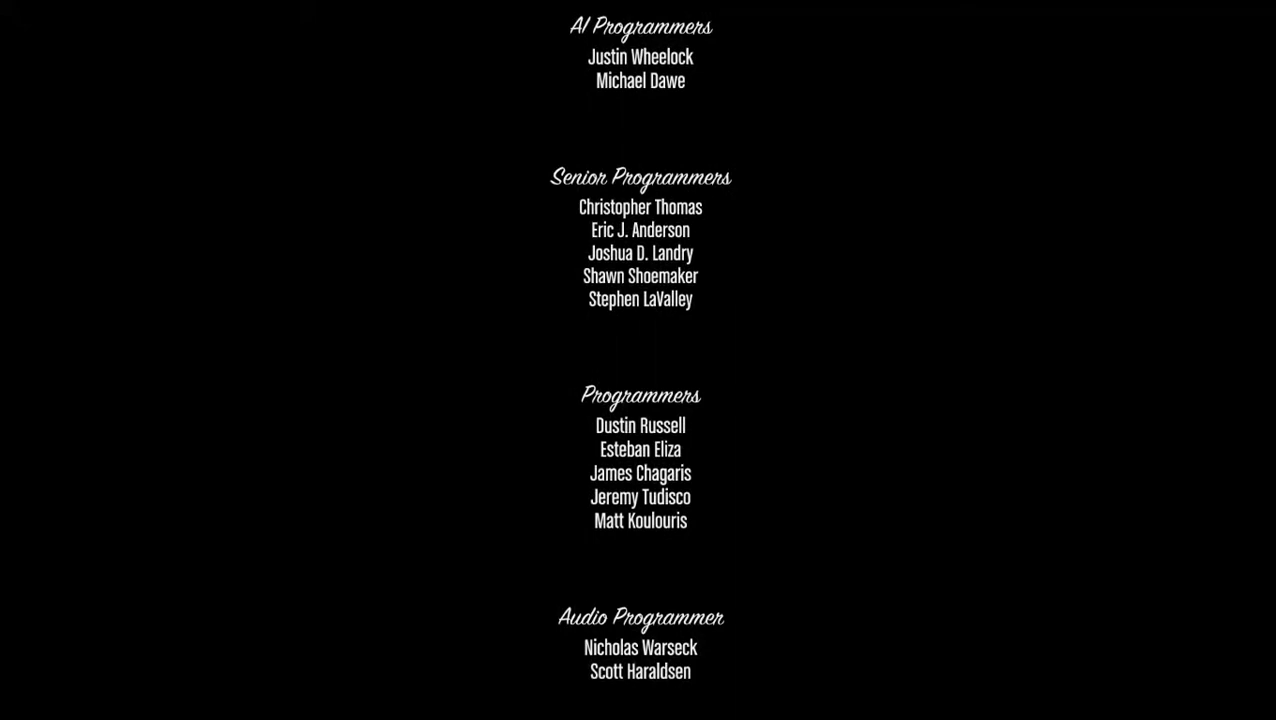 AI Programmers
Justin Wheelock
Michael Dawe
Senior Programmers
Christopher Thomas
Eric J. Anderson
Joshua D. Landry
Shawn Shoemaker
Stephen LaValley
Programmers
Dustin Russell
Esteban Eliza
James Chagaris
Jeremy Tudisco
Matt Koulouris
Audio Programmer
Nicholas Warseck
Scott Haraldsen